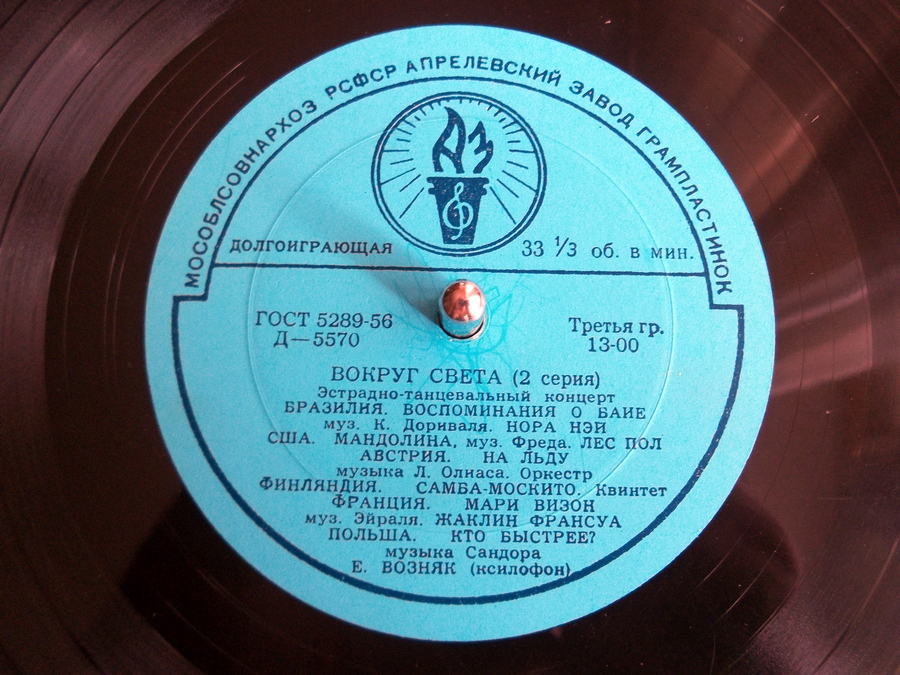 МОСОБЛСОВНАРХОЗ РСФСР АПРЕЛЕВСКИЙ ЗАВОД ГРАМПЛАСТИНОК
АЗ
ДОЛГОИГРАЮЩАЯ 33 1/3 об. в мин.
ГОСТ 5289-56 Третья гр.
Д—5570 13-00
ВОКРУГ СВЕТА (2 серия)
Эстрадно-танцевальный концерт
БРАЗИЛИЯ. ВОСПОМИНАНИЯ О БАИЕ
муз. К. Дориваля. НОРА НЭЙ
США. МАНДОЛИНА, муз. Фреда. ЛЕС ПОЛ
АВСТРИЯ. НА ЛЬДУ
музыка Л. Олиаса. Оркестр
ФИНЛЯНДИЯ. САМБА-МОСКИТО. Квинтет
ФРАНЦИЯ. МАРИ ВИЗОН
муз. Эйраля. ЖАКЛИН ФРАНСУА
ПОЛЬША. КТО БЫСТРЕЕ?
музыка Сандора
Е. ВОЗНЯК (ксилофон)